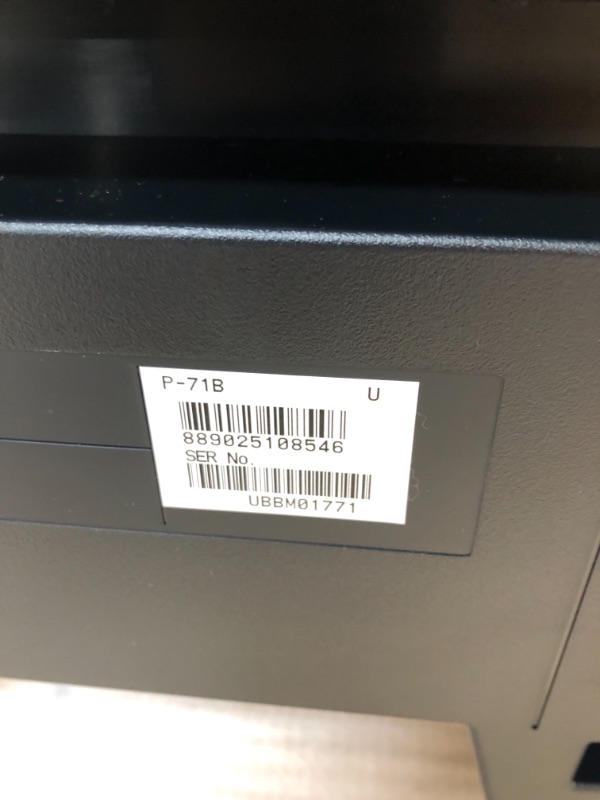 P-71B U
889025108546
SER No.
UBBM01771